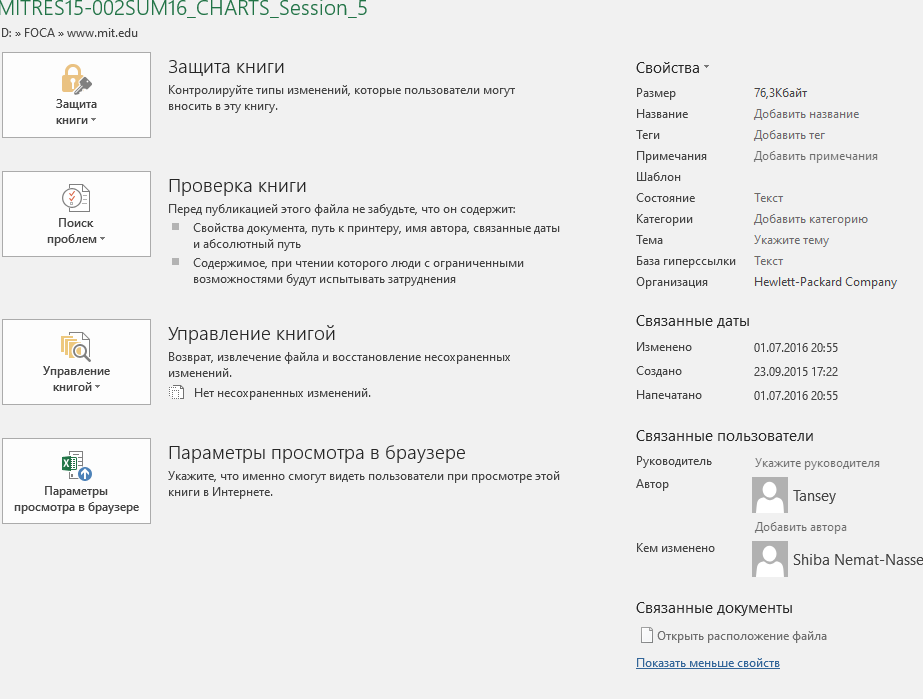 MITRES15-002SUM16_CHARTS_Session_5
D: » FOCA » www.mit.edu
Защита
книги
Защита книги
Контролируйте типы изменений, которые пользователи могут
вносить в эту книгу.
Поиск
проблем
Проверка книги
Перед публикацией этого файла не забудьте, что он содержит:
Свойства документа, путь к принтеру, имя автора, связанные даты
и абсолютный путь
Содержимое, при чтении которого люди с ограниченными
возможностями будут испытывать затруднения
Управление
книгой
Управление книгой
Возврат, извлечение файла и восстановление несохраненных
изменений.
Нет несохраненных изменений.
Параметры
просмотра в браузере
Параметры просмотра в браузере
Укажите, что именно смогут видеть пользователи при просмотре этой
книги в Интернете.
Свойства
Размер 76,3Кбайт
Название Добавить название
Теги Добавить тег
Примечания Добавить примечания
Шаблон
Состояние Текст
Категории Добавить категорию
Тема Укажите тему
База гиперссылки Текст
Организация Hewlett-Packard Company
Связанные даты
Изменено 01.07.2016 20:55
Создано 23.09.2015 17:22
Напечатано 01.07.2016 20:55
Связанные пользователи
Руководитель Укажите руководителя
Автор Tansey
Добавить автора
Кем изменено Shiba Nemat-Nasse
Связанные документы
Открыть расположение файла
Показать меньше свойств